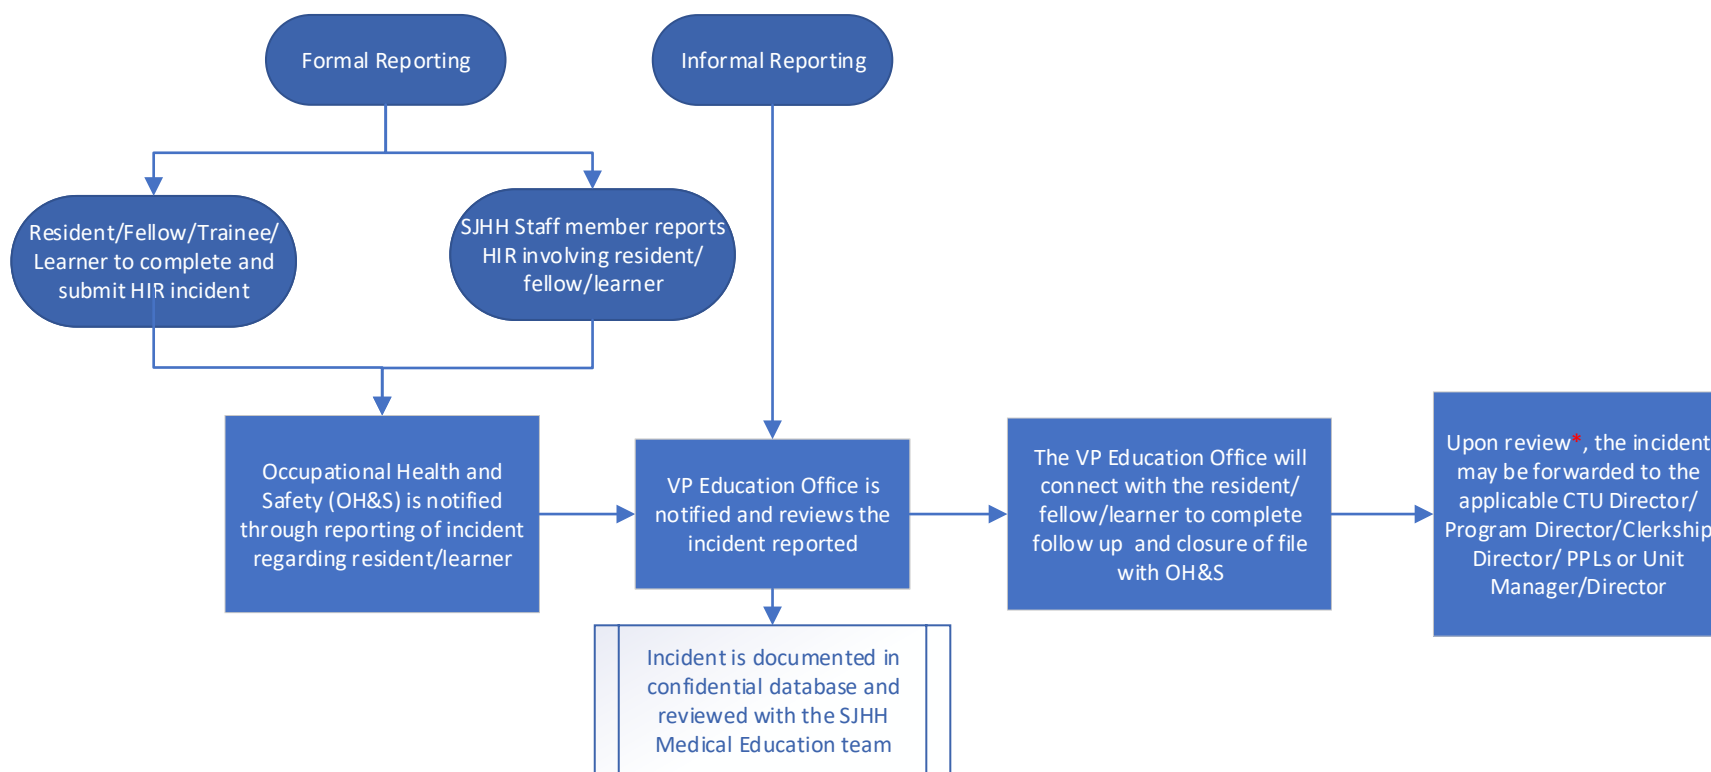 Formal Reporting
Informal Reporting
Resident/Fellow/Trainee/
Learner to complete and
submit HIR incident
SJHH Staff member reports
HIR involving resident/
fellow/learner
Occupational Health and
Safety (OH&S) is notified
through reporting of incident
regarding resident/learner
VP Education Office is
notified and reviews the
incident reported
The VP Education Office will
connect with the resident/
fellow/learner to complete
follow up and closure of file
with OH&S
Upon review*, the incident
may be forwarded to the
applicable CTU Director/
Program Director/Clerkship
Director/ PPLs or Unit
Manager/Director
Incident is documented in
confidential database and
reviewed with the SJHH
Medical Education team